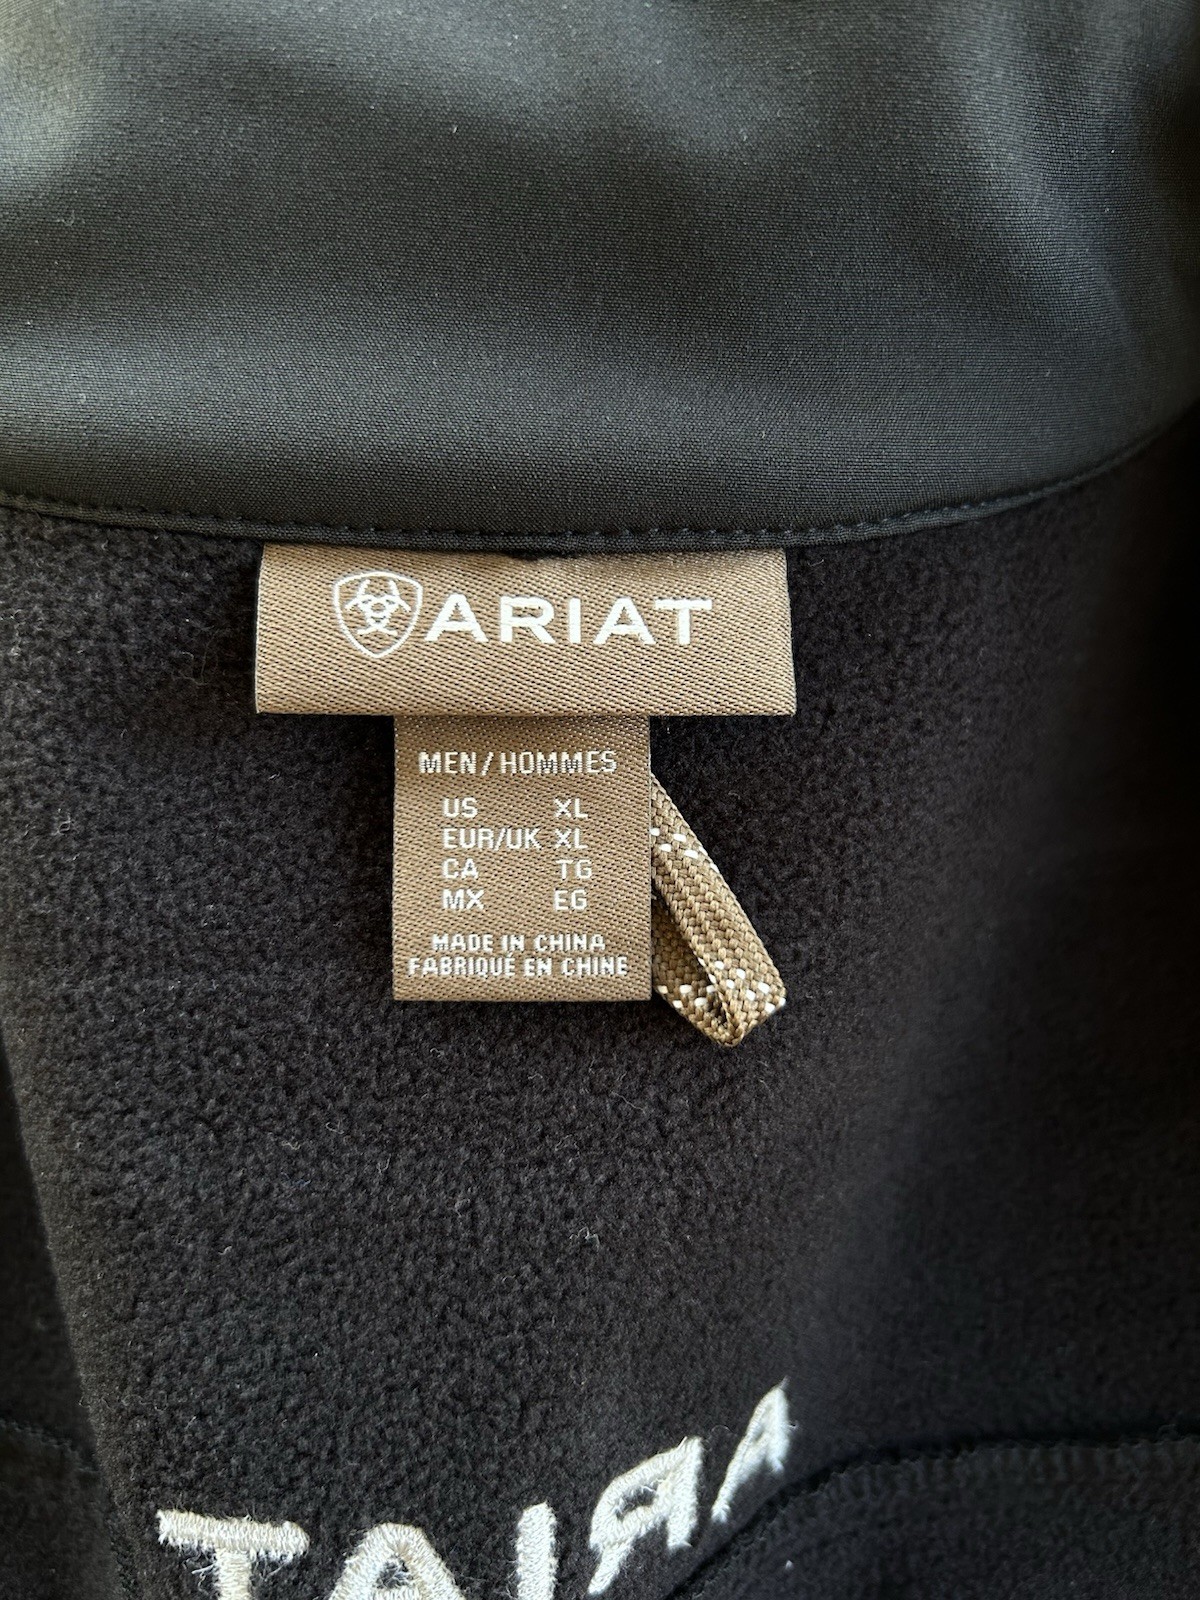 ARIAT
MEN/HOMMES
US XL
EUR/UK XL
CA TG
MX EG
MADE IN CHINA
FABRIQUÉ EN CHINE
ARIAT